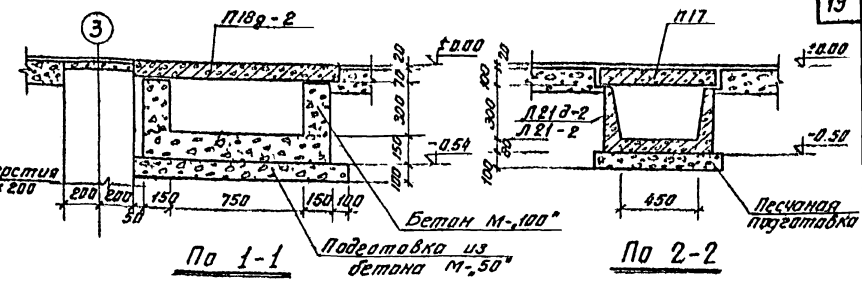 19
3
П18д-2
±0.00
20
70
300
150
100
-0.54
200
200
50
150
750
150
100
Бетон М-„100"
Подготовка из
бетона М-„50"
По 1-1
П17
±0.00
20
100
300
80
100
Л21д-2
Л21-2
-0.50
450
Песчаная
подготовка
По 2-2